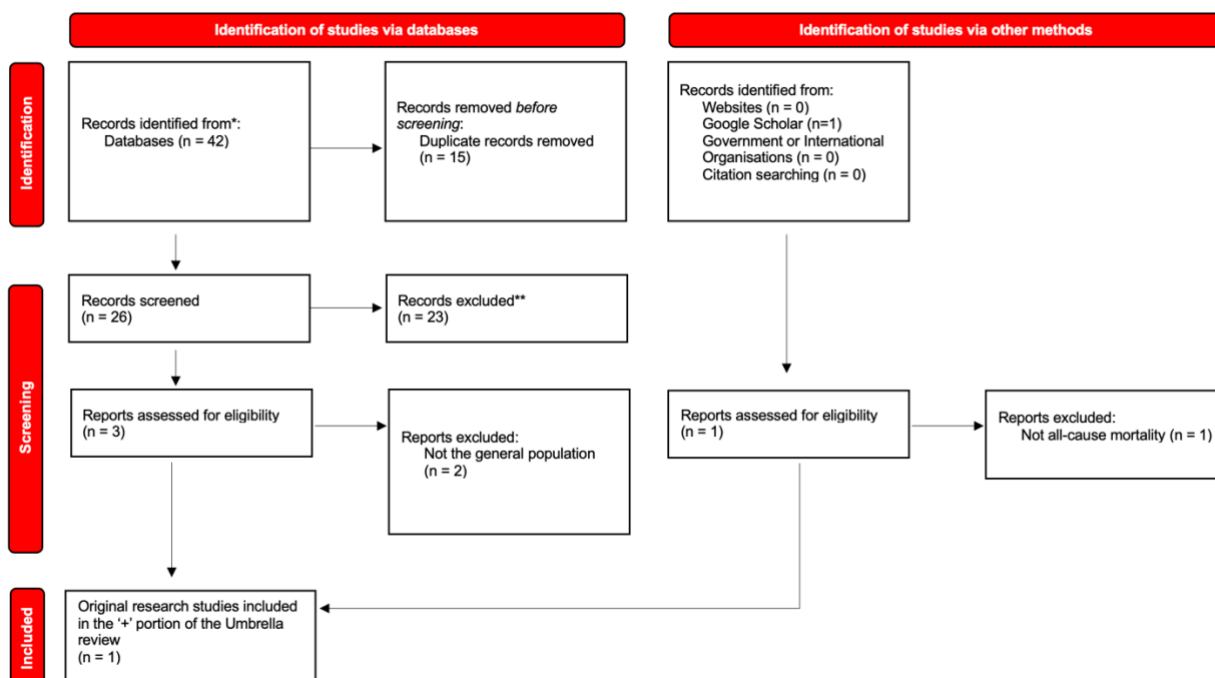 Identification of studies via databases
Identification of studies via other methods
Identification
Records identified from*:
Databases (n = 42)
Records removed before
screening:
Duplicate records removed
(n = 15)
Records identified from:
Websites (n = 0)
Google Scholar (n=1)
Government or International
Organisations (n = 0)
Citation searching (n = 0)
Screening
Records screened
(n = 26)
Records excluded**
(n = 23)
Reports assessed for eligibility
(n = 3)
Reports excluded:
Not the general population
(n = 2)
Reports assessed for eligibility
(n = 1)
Reports excluded:
Not all-cause mortality (n = 1)
Included
Original research studies included
in the ‘+’ portion of the Umbrella
review
(n = 1)